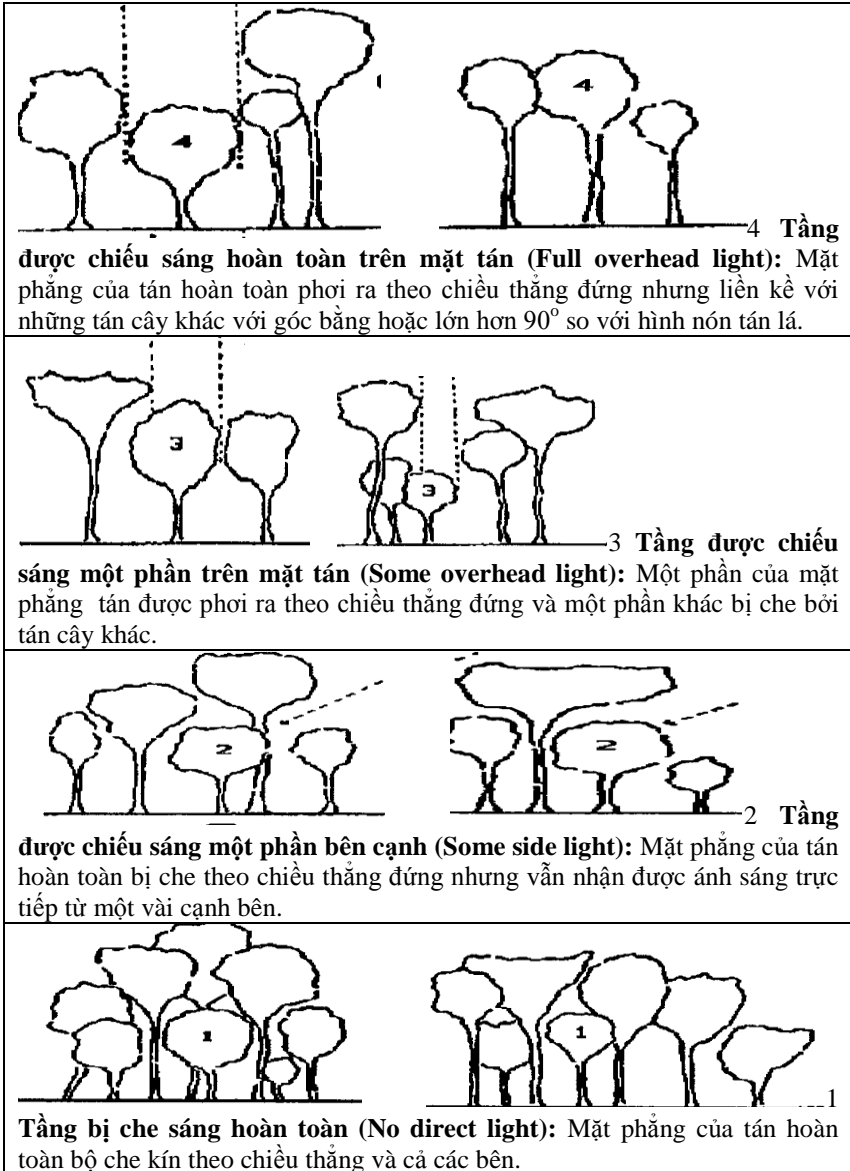 4
4
4 Tầng
được chiếu sáng hoàn toàn trên mặt tán (Full overhead light): Mặt
phẳng của tán hoàn toàn phơi ra theo chiều thẳng đứng nhưng liền kề với
những tán cây khác với góc bằng hoặc lớn hơn 90° so với hình nón tán lá.
3
3
3 Tầng được chiếu
sáng một phần trên mặt tán (Some overhead light): Một phần của mặt
phẳng tán được phơi ra theo chiều thẳng đứng và một phần khác bị che bởi
tán cây khác.
2
2
2 Tầng
được chiếu sáng một phần bên cạnh (Some side light): Mặt phẳng của tán
hoàn toàn bị che theo chiều thẳng đứng nhưng vẫn nhận được ánh sáng trực
tiếp từ một vài cạnh bên.
1
1
1
Tầng bị che sáng hoàn toàn (No direct light): Mặt phẳng của tán hoàn
toàn bộ che kín theo chiều thẳng và cả các bên.